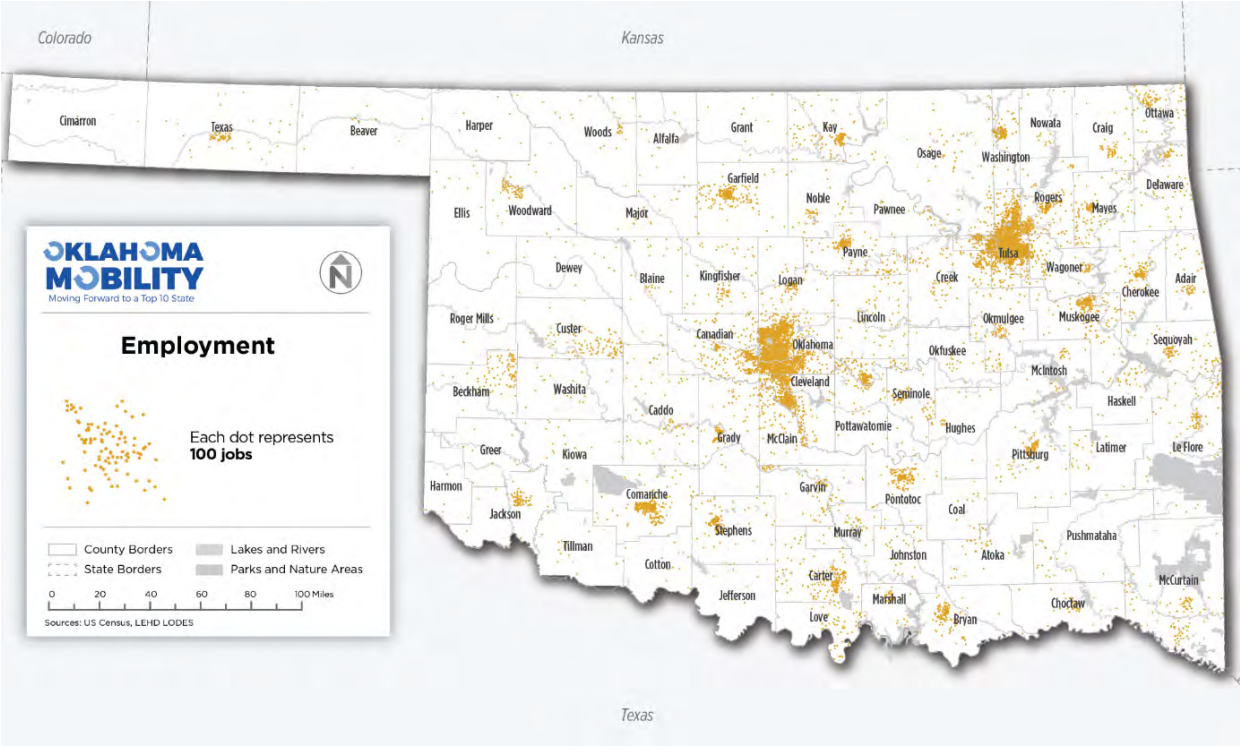 Colorado
Kansas
Cimarron
Texas
Beaver
Harper
Woods
Alfalfa
Grant
Kay
Osage
Washington
Nowata
Craig
Ottawa
Ellis
Woodward
Major
Garfield
Noble
Pawnee
Rogers
Mayes
Delaware
Dewey
Blaine
Kingfisher
Logan
Payne
Creek
Tulsa
Wagoner
Cherokee
Adair
Roger Mills
Custer
Canadian
Oklahoma
Lincoln
Okmulgee
Muskogee
Sequoyah
Beckham
Washita
Caddo
Cleveland
Okfuskee
Seminole
McIntosh
Haskell
Greer
Kiowa
Grady
McClain
Pottawatomie
Hughes
Pittsburg
Latimer
Le Flore
Harmon
Jackson
Comanche
Garvin
Pontotoc
Coal
Tillman
Cotton
Stephens
Murray
Johnston
Atoka
Pushmataha
McCurtain
Jefferson
Carter
Love
Marshall
Bryan
Choctaw
Texas
OKLAHOMA
MOBILITY
Moving Forward to a Top 10 State
N
Employment
Each dot represents
100 jobs
County Borders
Lakes and Rivers
State Borders
Parks and Nature Areas
0 20 40 60 80 100 Miles
Sources: US Census, LEHD LODES